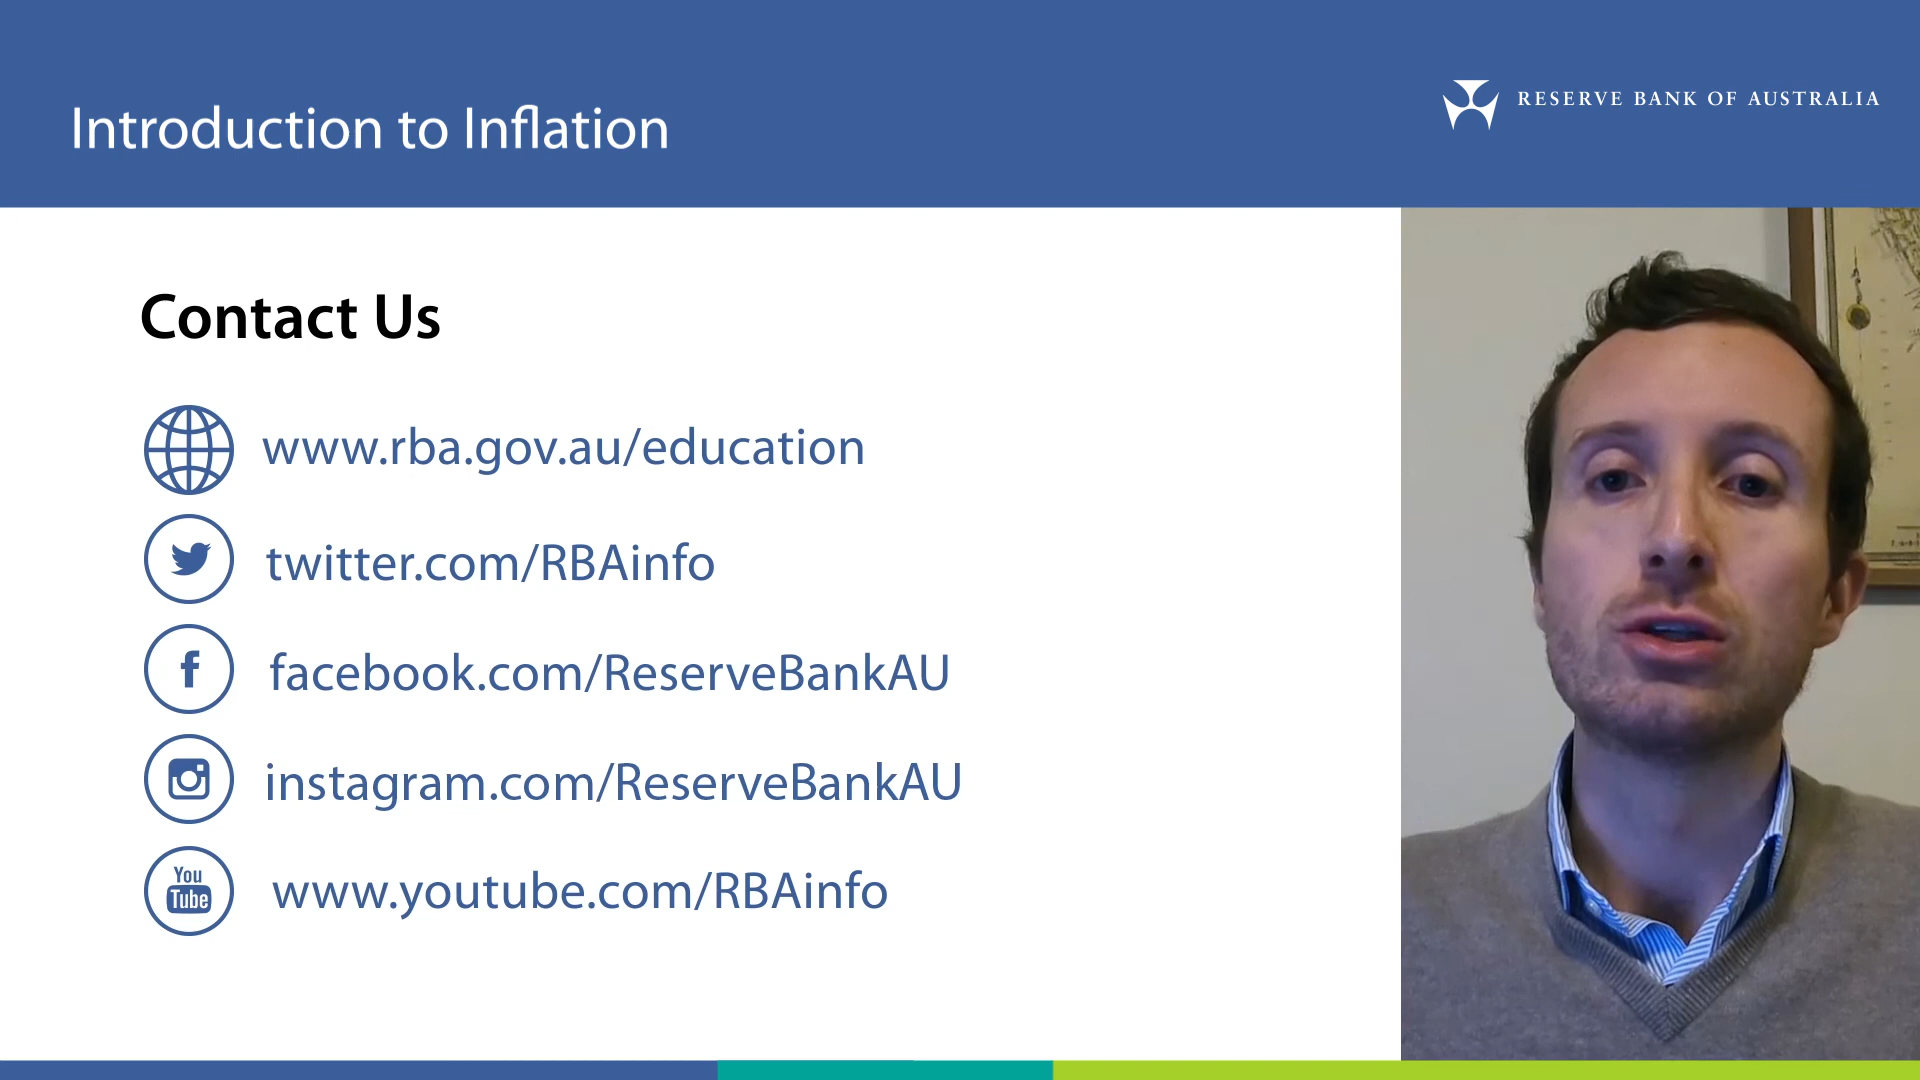 Introduction to Inflation
RESERVE BANK OF AUSTRALIA
Contact Us
www.rba.gov.au/education
twitter.com/RBAinfo
f
facebook.com/ReserveBankAU
instagram.com/ReserveBankAU
You
Tube
www.youtube.com/RBAinfo